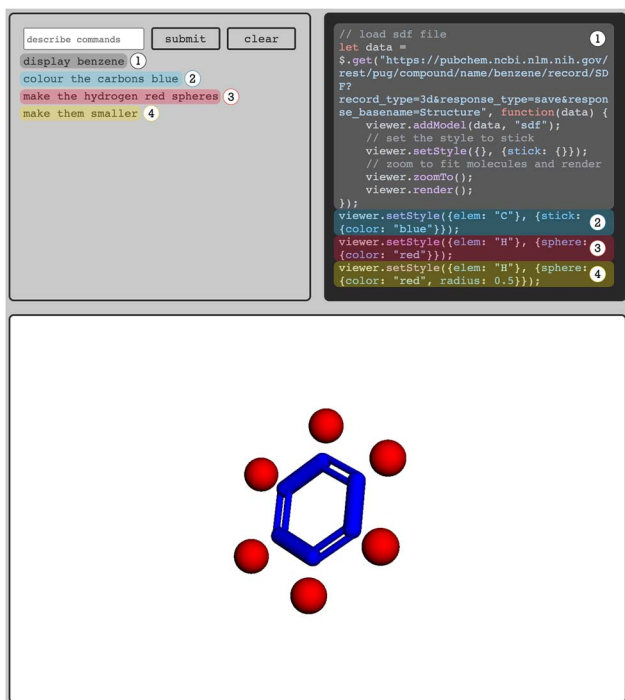 describe commands submit clear
display benzene 1
colour the carbons blue 2
make the hydrogen red spheres 3
make them smaller 4
// load sdf file 1
let data =
$.get("https://pubchem.ncbi.nlm.nih.gov/
rest/pug/compound/name/benzene/record/SD
F?
record_type=3d&response_type=save&respon
se_basename=Structure", function(data) {
viewer.addModel(data, "sdf");
// set the style to stick
viewer.setStyle({}, {stick: {}});
// zoom to fit molecules and render
viewer.zoomTo();
viewer.render();
});
viewer.setStyle({elem: "C"}, {stick:
{color: "blue"}}); 2
viewer.setStyle({elem: "H"}, {sphere:
{color: "red"}}); 3
viewer.setStyle({elem: "H"}, {sphere:
{color: "red", radius: 0.5}}); 4